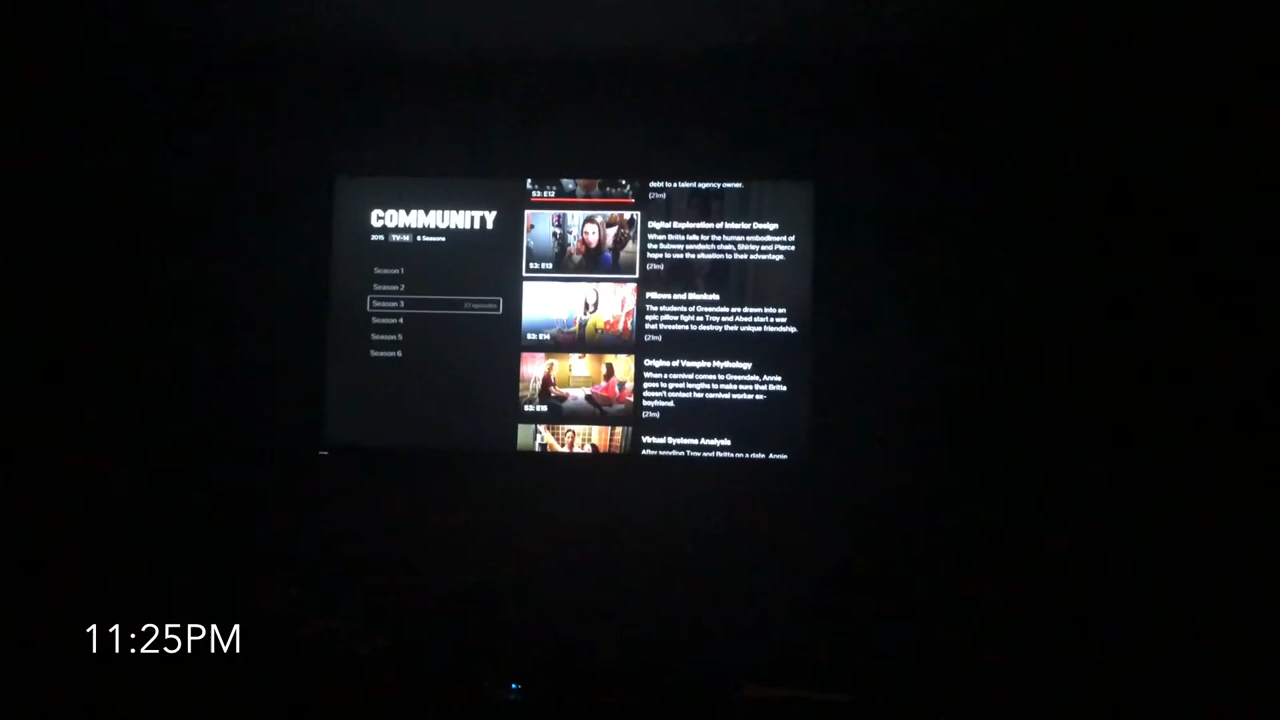 COMMUNITY
2015 TV-14 6 Seasons
Season 1
Season 2
Season 3 22 episodes
Season 4
Season 5
Season 6
S3: E12
debt to a talent agency owner.
(21m)
S3: E13
Digital Exploration of Interior Design
When Britta falls for the human embodiment of
the Subway sandwich chain, Shirley and Pierce
hope to use the situation to their advantage.
(21m)
S3: E14
Pillows and Blankets
The students of Greendale are drawn into an
epic pillow fight as Troy and Abed start a war
that threatens to destroy their unique friendship.
(21m)
S3: E15
Origins of Vampire Mythology
When a carnival comes to Greendale, Annie
goes to great lengths to make sure that Britta
doesn't contact her carnival worker ex-
boyfriend.
(21m)
Virtual Systems Analysis
After sending Troy and Britta on a date, Annie
11:25PM